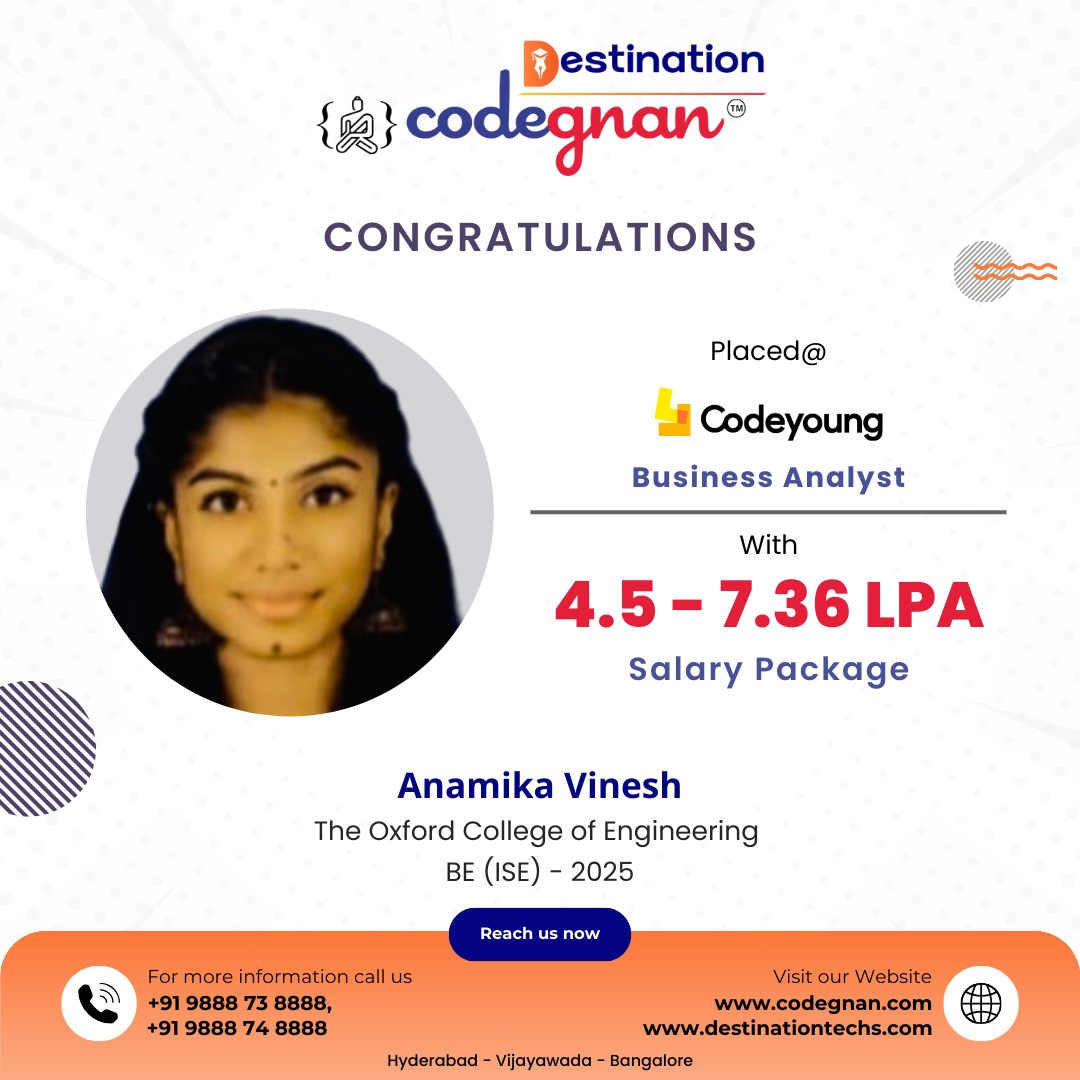 Destination
codegnan TM
CONGRATULATIONS
Placed@
Codeyoung
Business Analyst
With
4.5 - 7.36 LPA
Salary Package
Anamika Vinesh
The Oxford College of Engineering
BE (ISE) - 2025
Reach us now
For more information call us
+91 9888 73 8888,
+91 9888 74 8888
Visit our Website
www.codegnan.com
www.destinationtechs.com
Hyderabad - Vijayawada - Bangalore